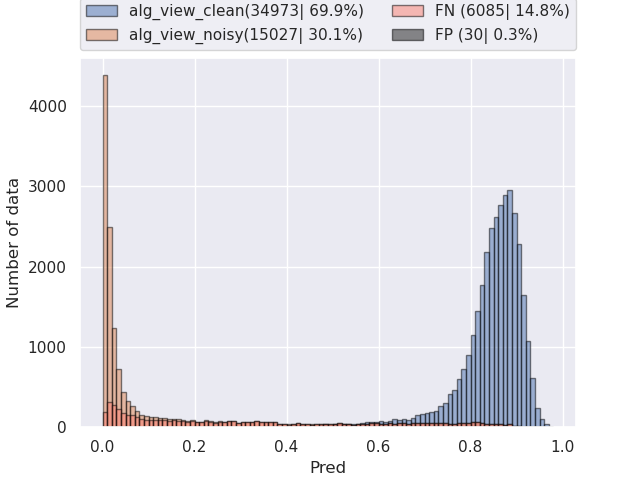 alg_view_clean(34973| 69.9%)
FN (6085| 14.8%)
alg_view_noisy(15027| 30.1%)
FP (30| 0.3%)
Number of data
4000
3000
2000
1000
0
0.0 0.2 0.4 0.6 0.8 1.0
Pred